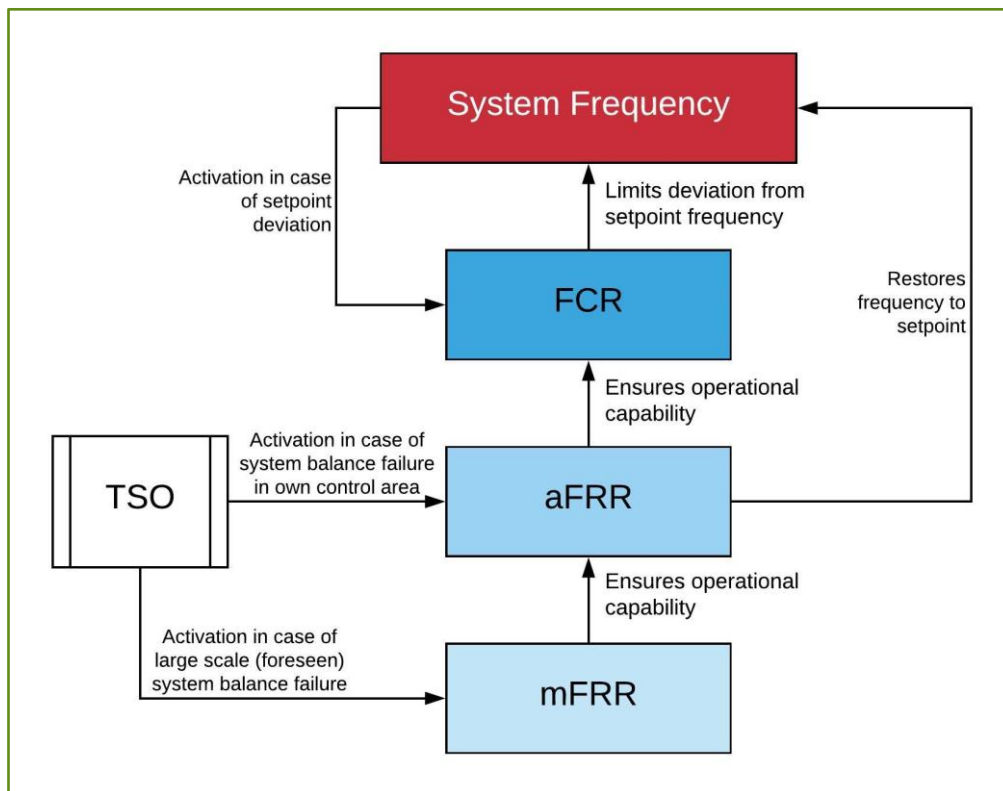 System Frequency
Activation in case
of setpoint
deviation
Limits deviation from
setpoint frequency
FCR
Restores
frequency to
setpoint
Ensures operational
capability
Activation in case of
system balance failure
in own control area
TSO
aFRR
Ensures operational
capability
Activation in case of
large scale (foreseen)
system balance failure
mFRR